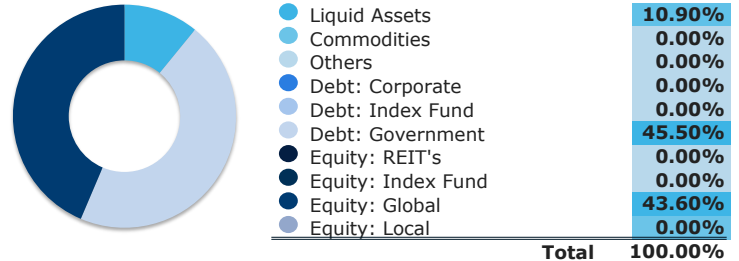 Liquid Assets 10.90%
Commodities 0.00%
Others 0.00%
Debt: Corporate 0.00%
Debt: Index Fund 0.00%
Debt: Government 45.50%
Equity: REIT's 0.00%
Equity: Index Fund 0.00%
Equity: Global 43.60%
Equity: Local 0.00%
Total 100.00%